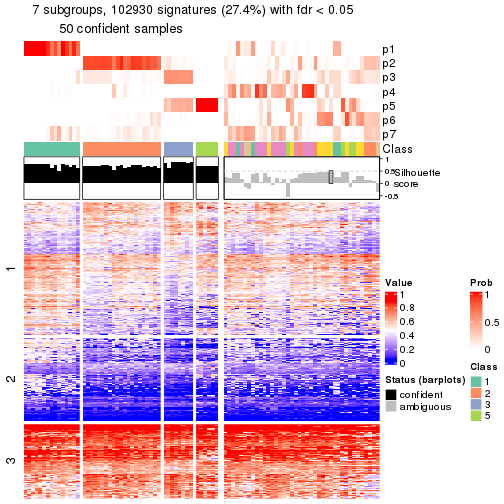 7 subgroups, 102930 signatures (27.4%) with fdr < 0.05
50 confident samples
p1
p2
p3
p4
p5
p6
p7
Class
1
0.5
0
-0.5
Silhouette
score
1
2
3
Value
1
0.8
0.6
0.4
0.2
0
Status (barplots)
confident
ambiguous
Prob
1
0.5
0
Class
1
2
3
5